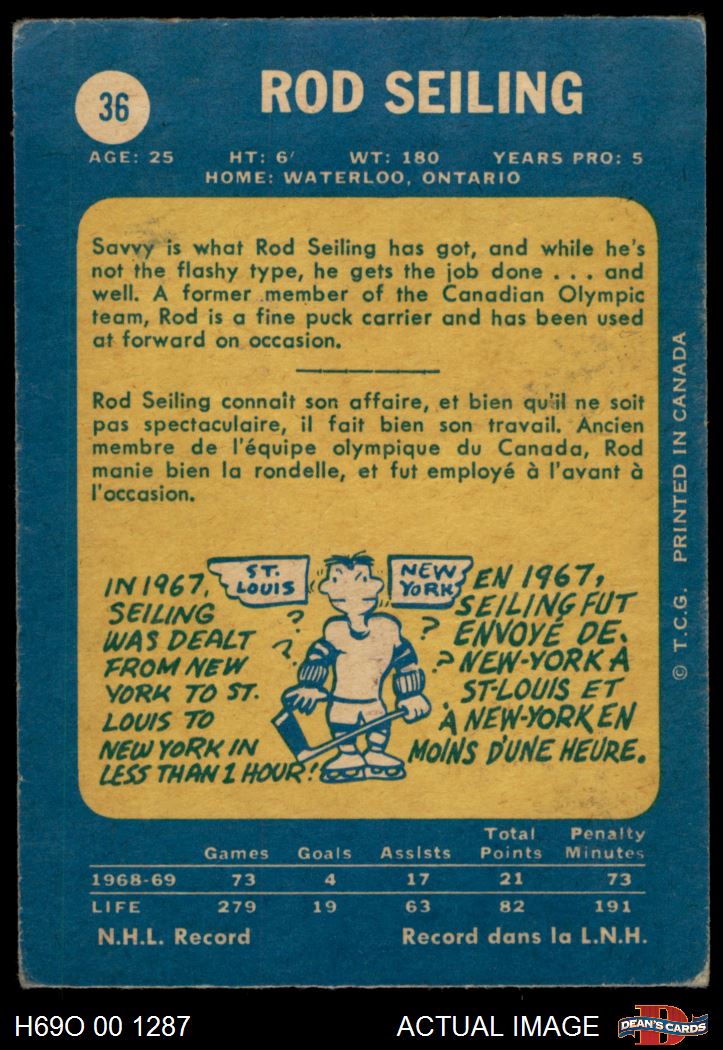 36
ROD SEILING
AGE: 25 HT: 6′ WT: 180 YEARS PRO: 5
HOME: WATERLOO, ONTARIO
Savvy is what Rod Seiling has got, and while he's
not the flashy type, he gets the job done . . . and
well. A former member of the Canadian Olympic
team, Rod is a fine puck carrier and has been used
at forward on occasion.
Rod Seiling connaît son affaire, et bien qu'il ne soit
pas spectaculaire, il fait bien son travail. Ancien
membre de l'équipe olympique du Canada, Rod
manie bien la rondelle, et fut employé à l'avant à
l'occasion.
IN 1967,
SEILING
WAS DEALT
FROM NEW
YORK TO ST.
LOUIS TO
NEW YORK IN
LESS THAN 1 HOUR!
ST.
LOUIS
NEW
YORK
? ? ? ?
EN 1967,
SEILING FUT
ENVOYÉ DE.
NEW-YORK A
ST-LOUIS ET
À NEW-YORK EN
MOINS D'UNE HEURE.
© T.C.G. PRINTED IN CANADA
Games Goals Assists Total Points Penalty Minutes
1968-69 73 4 17 21 73
LIFE 279 19 63 82 191
N.H.L. Record Record dans la L.N.H.
H69O 00 1287 ACTUAL IMAGE
D
DEAN'S CARDS